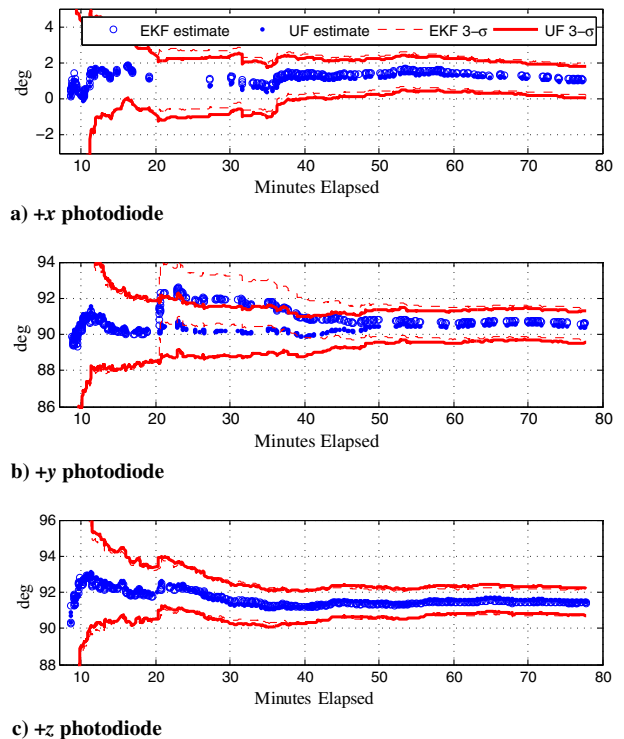 EKF estimate UF estimate EKF 3−σ UF 3−σ
4
2
0
−2
deg
10 20 30 40 50 60 70 80
Minutes Elapsed
a) +x photodiode
94
92
90
88
86
deg
10 20 30 40 50 60 70 80
Minutes Elapsed
b) +y photodiode
96
94
92
90
88
deg
10 20 30 40 50 60 70 80
Minutes Elapsed
c) +z photodiode